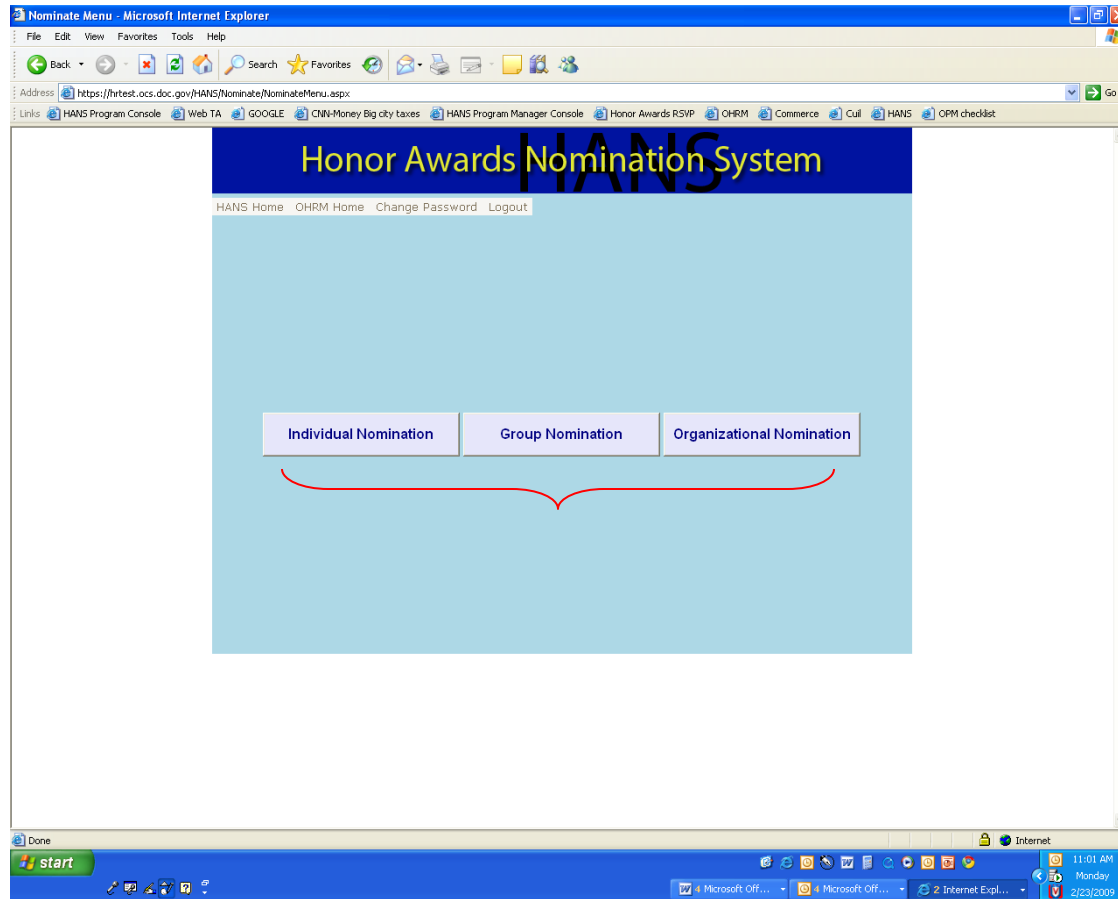 Nominate Menu - Microsoft Internet Explorer
File Edit View Favorites Tools Help
Back Search Favorites
Address https://hrtest.ocs.doc.gov/HANS/Nominate/NominateMenu.aspx Go
Links HANS Program Console Web TA GOOGLE CNN-Money Big city taxes HANS Program Manager Console Honor Awards RSVP OHRM Commerce Cuil HANS OPM checklist
HANS
Honor Awards Nomination System
HANS Home OHRM Home Change Password Logout
Individual Nomination Group Nomination Organizational Nomination
Done Internet
start 11:01 AM
Monday
4 Microsoft Off... 4 Microsoft Off... 2 Internet Expl... 2/23/2009